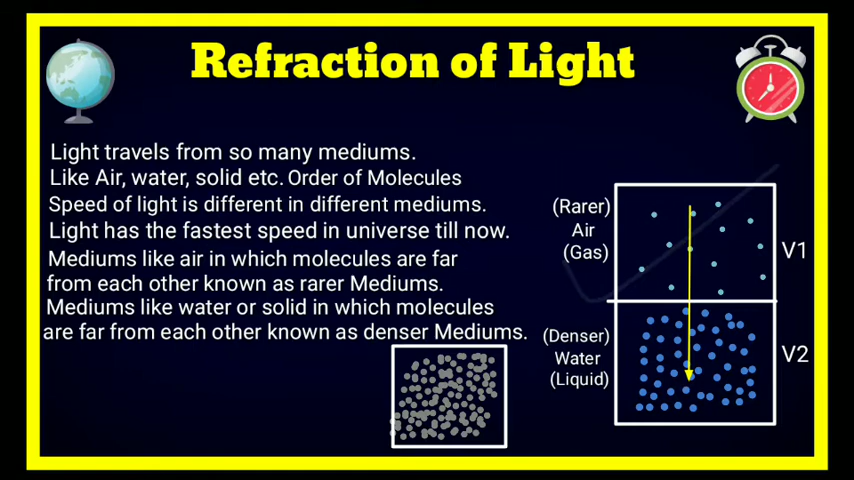 Refraction of Light
Light travels from so many mediums.
Like Air, water, solid etc. Order of Molecules
Speed of light is different in different mediums.
Light has the fastest speed in universe till now.
Mediums like air in which molecules are far
from each other known as rarer Mediums.
Mediums like water or solid in which molecules
are far from each other known as denser Mediums.
(Rarer)
Air
(Gas)
V1
(Denser)
Water
(Liquid)
V2